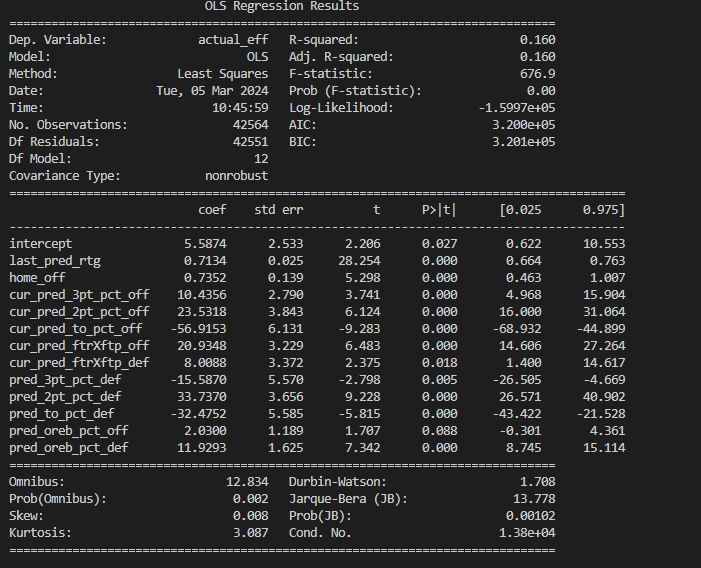 OLS Regression Results
==============================================================================
Dep. Variable: actual_eff R-squared: 0.160
Model: OLS Adj. R-squared: 0.160
Method: Least Squares F-statistic: 676.9
Date: Tue, 05 Mar 2024 Prob (F-statistic): 0.00
Time: 10:45:59 Log-Likelihood: -1.5997e+05
No. Observations: 42564 AIC: 3.200e+05
Df Residuals: 42551 BIC: 3.201e+05
Df Model: 12
Covariance Type: nonrobust
=======================================================================================
coef std err t P>|t| [0.025 0.975]
---------------------------------------------------------------------------------------
intercept 5.5874 2.533 2.206 0.027 0.622 10.553
last_pred_rtg 0.7134 0.025 28.254 0.000 0.664 0.763
home_off 0.7352 0.139 5.298 0.000 0.463 1.007
cur_pred_3pt_pct_off 10.4356 2.790 3.741 0.000 4.968 15.904
cur_pred_2pt_pct_off 23.5318 3.843 6.124 0.000 16.000 31.064
cur_pred_to_pct_off -56.9153 6.131 -9.283 0.000 -68.932 -44.899
cur_pred_ftrXftp_off 20.9348 3.229 6.483 0.000 14.606 27.264
cur_pred_ftrXftp_def 8.0088 3.372 2.375 0.018 1.400 14.617
pred_3pt_pct_def -15.5870 5.570 -2.798 0.005 -26.505 -4.669
pred_2pt_pct_def 33.7370 3.656 9.228 0.000 26.571 40.902
pred_to_pct_def -32.4752 5.585 -5.815 0.000 -43.422 -21.528
pred_oreb_pct_off 2.0300 1.189 1.707 0.088 -0.301 4.361
pred_oreb_pct_def 11.9293 1.625 7.342 0.000 8.745 15.114
==============================================================================
Omnibus: 12.834 Durbin-Watson: 1.708
Prob(Omnibus): 0.002 Jarque-Bera (JB): 13.778
Skew: 0.008 Prob(JB): 0.00102
Kurtosis: 3.087 Cond. No. 1.38e+04
==============================================================================